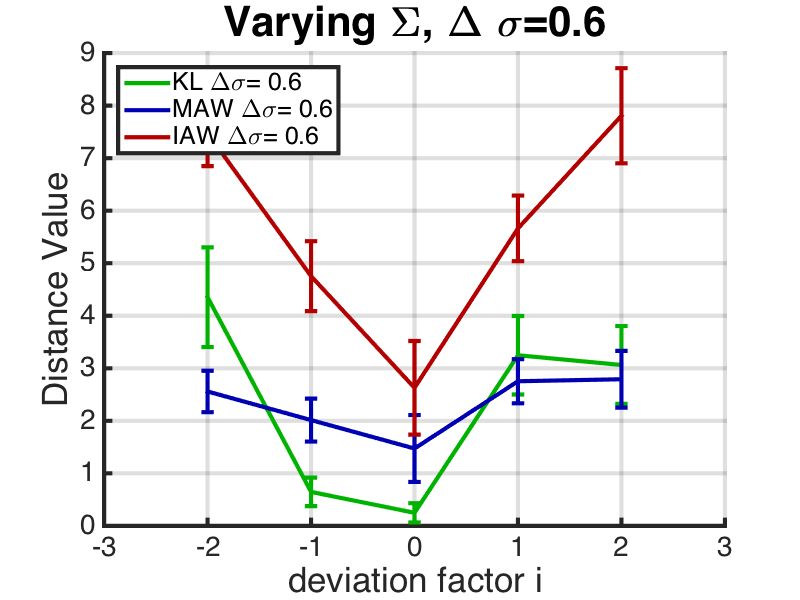 Varying Σ, Δ σ=0.6
9
8
7
6
5
4
3
2
1
0
Distance Value
KL Δσ= 0.6
MAW Δσ= 0.6
IAW Δσ= 0.6
-3 -2 -1 0 1 2 3
deviation factor i